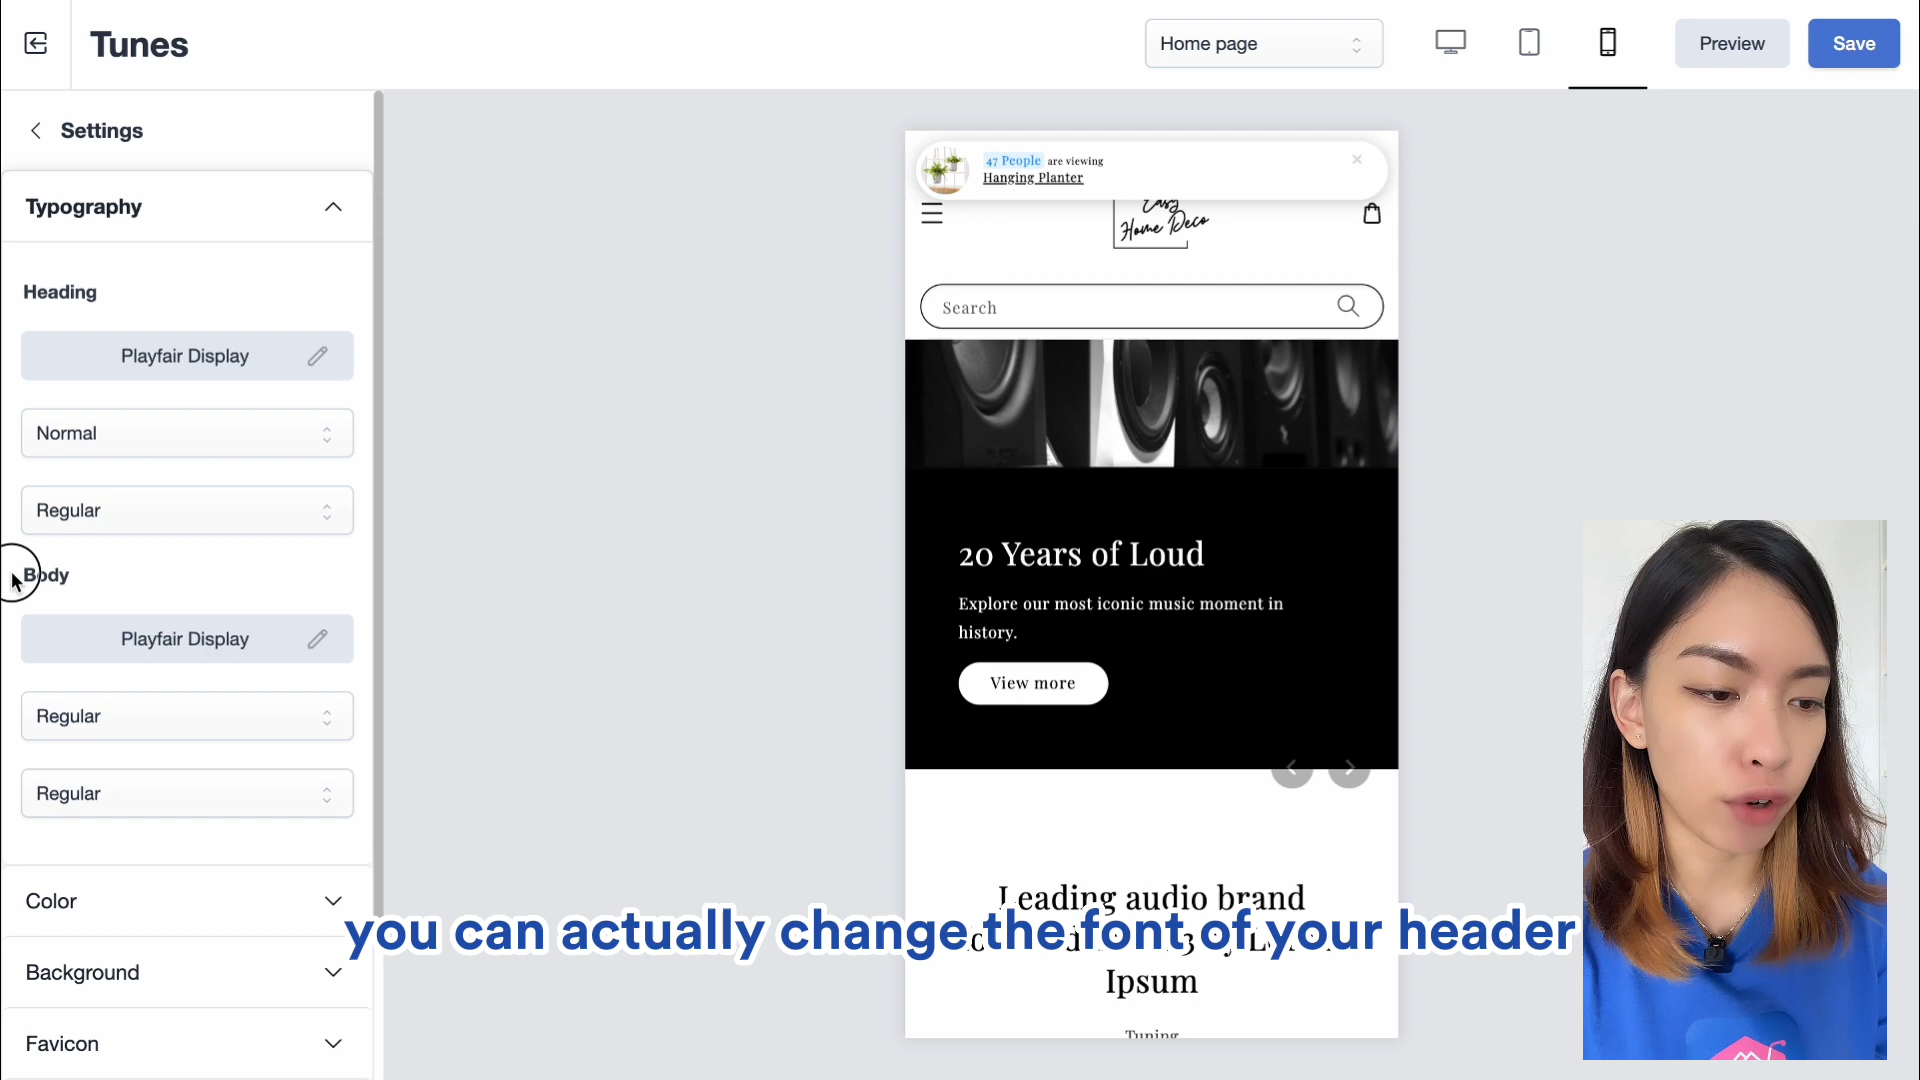 Tunes
Home page
Preview
Save
Settings
Typography
Heading
Playfair Display
Normal
Regular
Body
Playfair Display
Regular
Regular
Color
Background
Favicon
47 People are viewing
Hanging Planter
Easy
Home Deco
Search
20 Years of Loud
Explore our most iconic music moment in
history.
View more
Leading audio brand
Ipsum
Tuning
you can actually change the font of your header